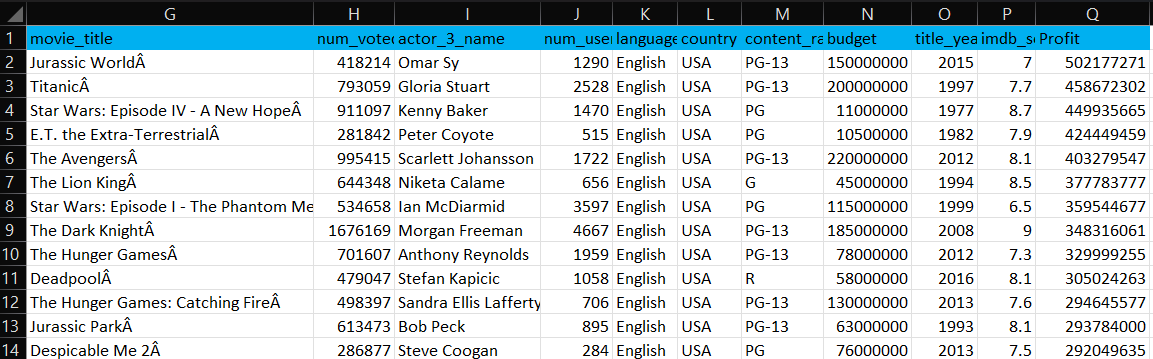 G H I J K L M N O P Q
1 movie_title num_voted actor_3_name num_user language country content_ra budget title_yea imdb_s Profit
2 Jurassic WorldÂ 418214 Omar Sy 1290 English USA PG-13 150000000 2015 7 502177271
3 TitanicÂ 793059 Gloria Stuart 2528 English USA PG-13 200000000 1997 7.7 458672302
4 Star Wars: Episode IV - A New HopeÂ 911097 Kenny Baker 1470 English USA PG 11000000 1977 8.7 449935665
5 E.T. the Extra-TerrestrialÂ 281842 Peter Coyote 515 English USA PG 10500000 1982 7.9 424449459
6 The AvengersÂ 995415 Scarlett Johansson 1722 English USA PG-13 220000000 2012 8.1 403279547
7 The Lion KingÂ 644348 Niketa Calame 656 English USA G 45000000 1994 8.5 377783777
8 Star Wars: Episode I - The Phantom Me 534658 Ian McDiarmid 3597 English USA PG 115000000 1999 6.5 359544677
9 The Dark KnightÂ 1676169 Morgan Freeman 4667 English USA PG-13 185000000 2008 9 348316061
10 The Hunger GamesÂ 701607 Anthony Reynolds 1959 English USA PG-13 78000000 2012 7.3 329999255
11 DeadpoolÂ 479047 Stefan Kapicic 1058 English USA R 58000000 2016 8.1 305024263
12 The Hunger Games: Catching FireÂ 498397 Sandra Ellis Lafferty 706 English USA PG-13 130000000 2013 7.6 294645577
13 Jurassic ParkÂ 613473 Bob Peck 895 English USA PG-13 63000000 1993 8.1 293784000
14 Despicable Me 2Â 286877 Steve Coogan 284 English USA PG 76000000 2013 7.5 292049635